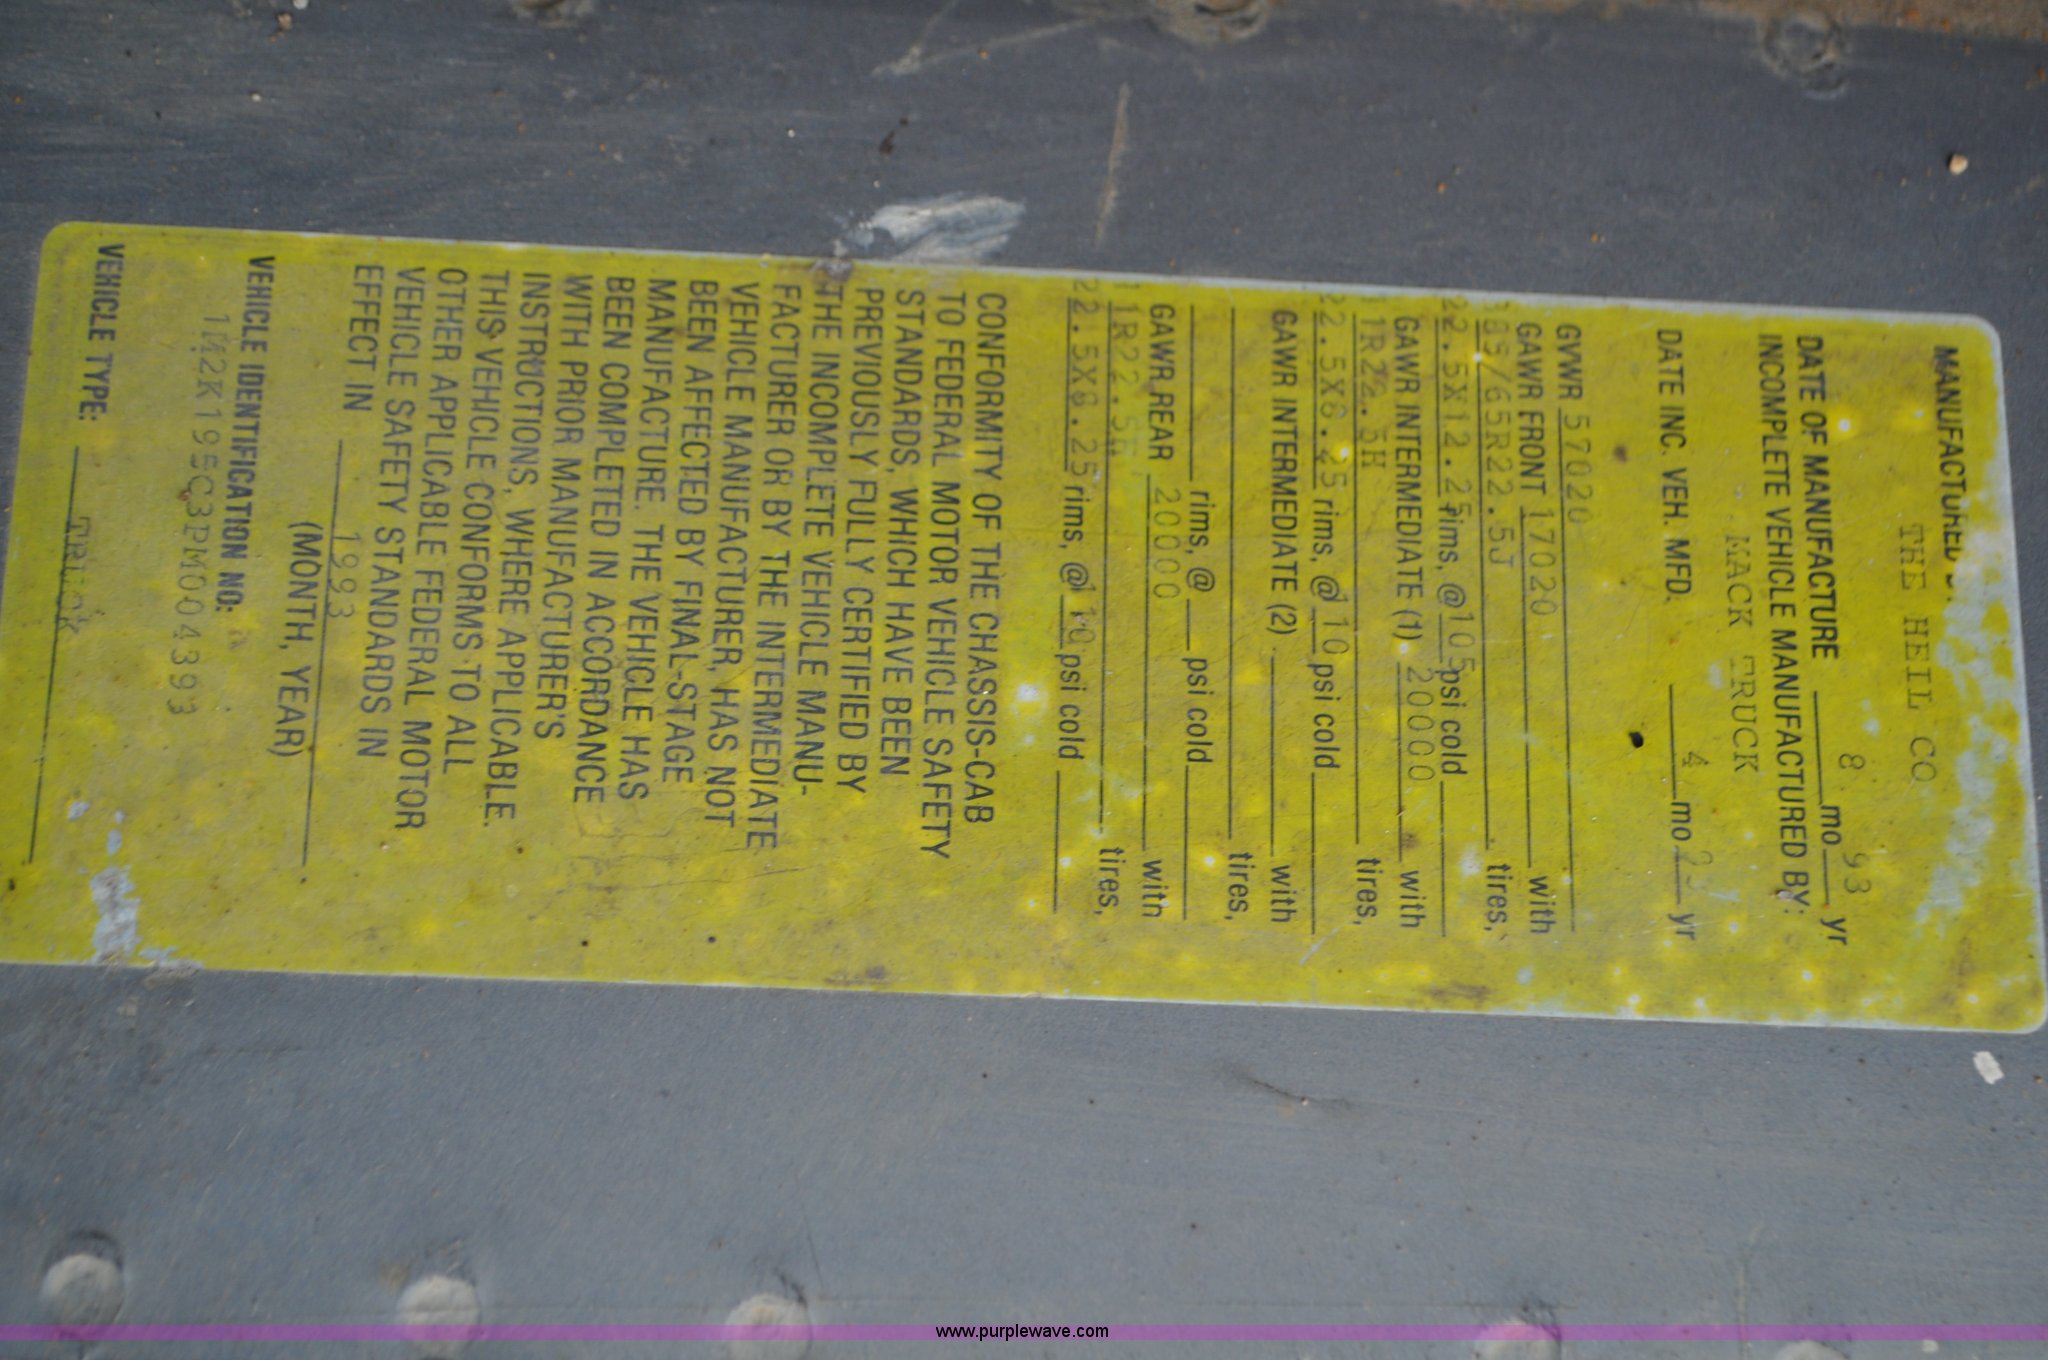 MANUFACTURED B
THE HEIL CO
DATE OF MANUFACTURE 8 mo 93 yr
INCOMPLETE VEHICLE MANUFACTURED BY:
MACK TRUCK
DATE INC. VEH. MFD. 4 mo yr
GVWR 57020
GAWR FRONT 17020 with
385/65R22.5J tires,
22.5X12.25 rims, @ 105 psi cold
GAWR INTERMEDIATE (1) 20000 with
11R22.5H tires,
22.5X8.25 rims, @ 110 psi cold
GAWR INTERMEDIATE (2) with
tires,
rims, @ psi cold
GAWR REAR 20000 with
11R22.5H tires,
22.5X8.25 rims, @ 110 psi cold
CONFORMITY OF THE CHASSIS-CAB
TO FEDERAL MOTOR VEHICLE SAFETY
STANDARDS, WHICH HAVE BEEN
PREVIOUSLY FULLY CERTIFIED BY
THE INCOMPLETE VEHICLE MANU-
FACTURER OR BY THE INTERMEDIATE
VEHICLE MANUFACTURER, HAS NOT
BEEN AFFECTED BY FINAL-STAGE
MANUFACTURE. THE VEHICLE HAS
BEEN COMPLETED IN ACCORDANCE
WITH PRIOR MANUFACTURER'S
INSTRUCTIONS, WHERE APPLICABLE.
THIS VEHICLE CONFORMS TO ALL
OTHER APPLICABLE FEDERAL MOTOR
VEHICLE SAFETY STANDARDS IN
EFFECT IN 1993
(MONTH, YEAR)
VEHICLE IDENTIFICATION NO:
1M2K195C3PM004393
VEHICLE TYPE: TRUCK
www.purplewave.com